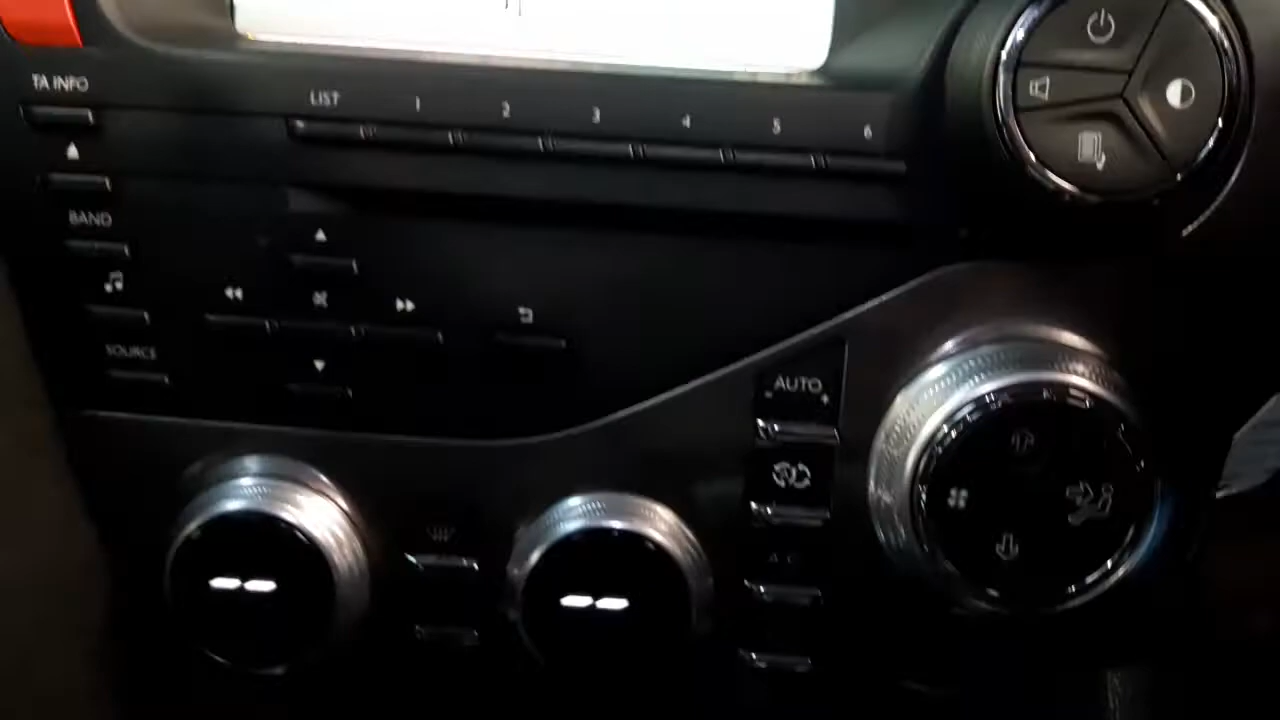 TA INFO
LIST 1 2 3 4 5 6
BAND
SOURCE
- AUTO +
-- --